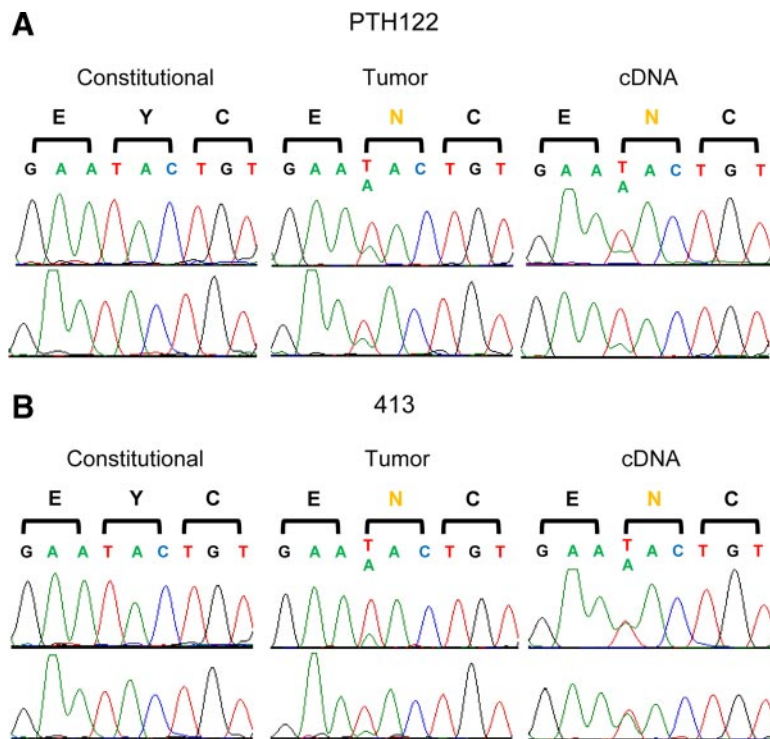 A
PTH122
Constitutional Tumor cDNA
E Y C E N C E N C
G A A T A C T G T G A A T A C T G T G A A T A C T G T
A A
B
413
Constitutional Tumor cDNA
E Y C E N C E N C
G A A T A C T G T G A A T A C T G T G A A T A C T G T
A A